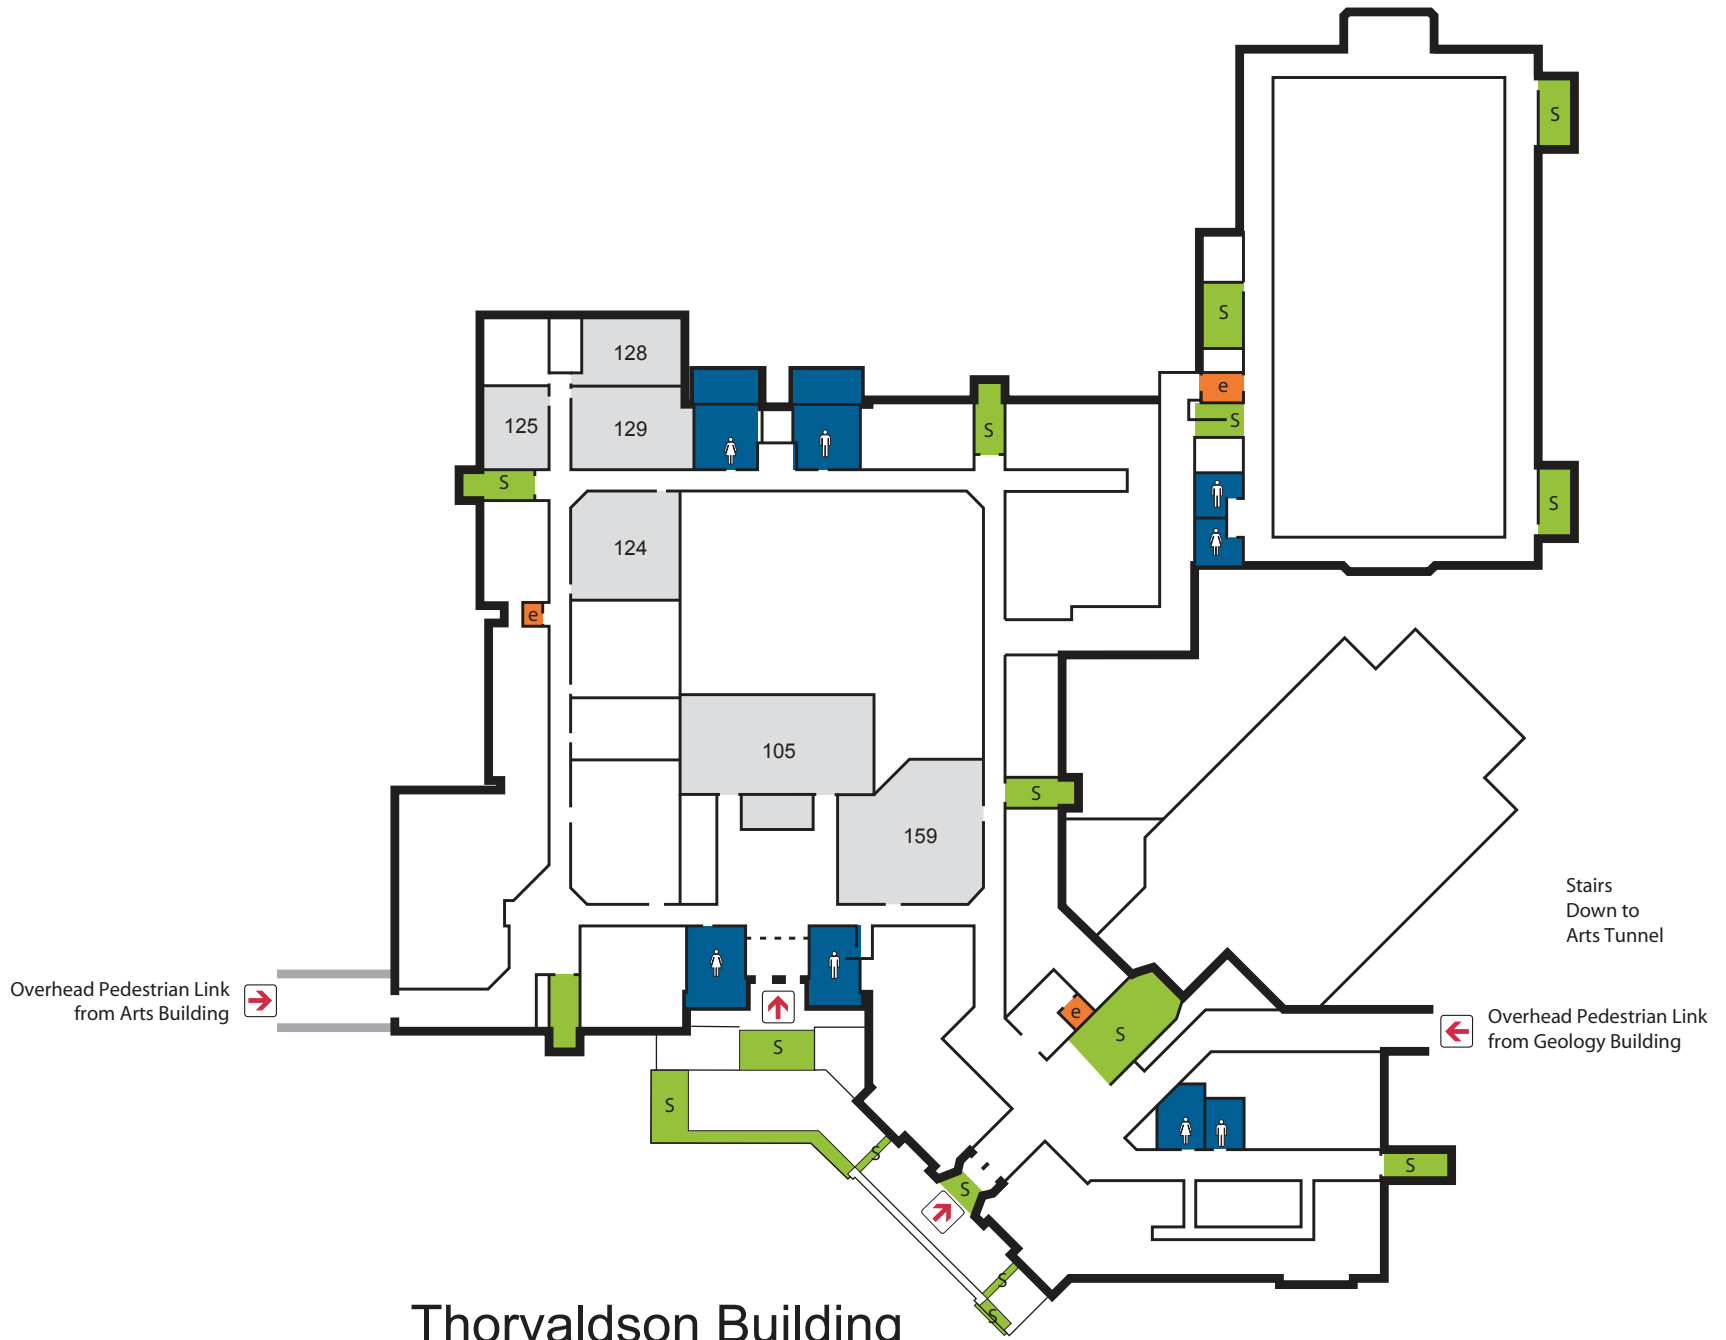 S
S
128
e
125
129
S
S
S
S
S
124
e
105
S
159
Stairs
Down to
Arts Tunnel
Overhead Pedestrian Link
from Arts Building
e
S
Overhead Pedestrian Link
from Geology Building
S
S
S
S
S
S
S
Thorvaldson Building